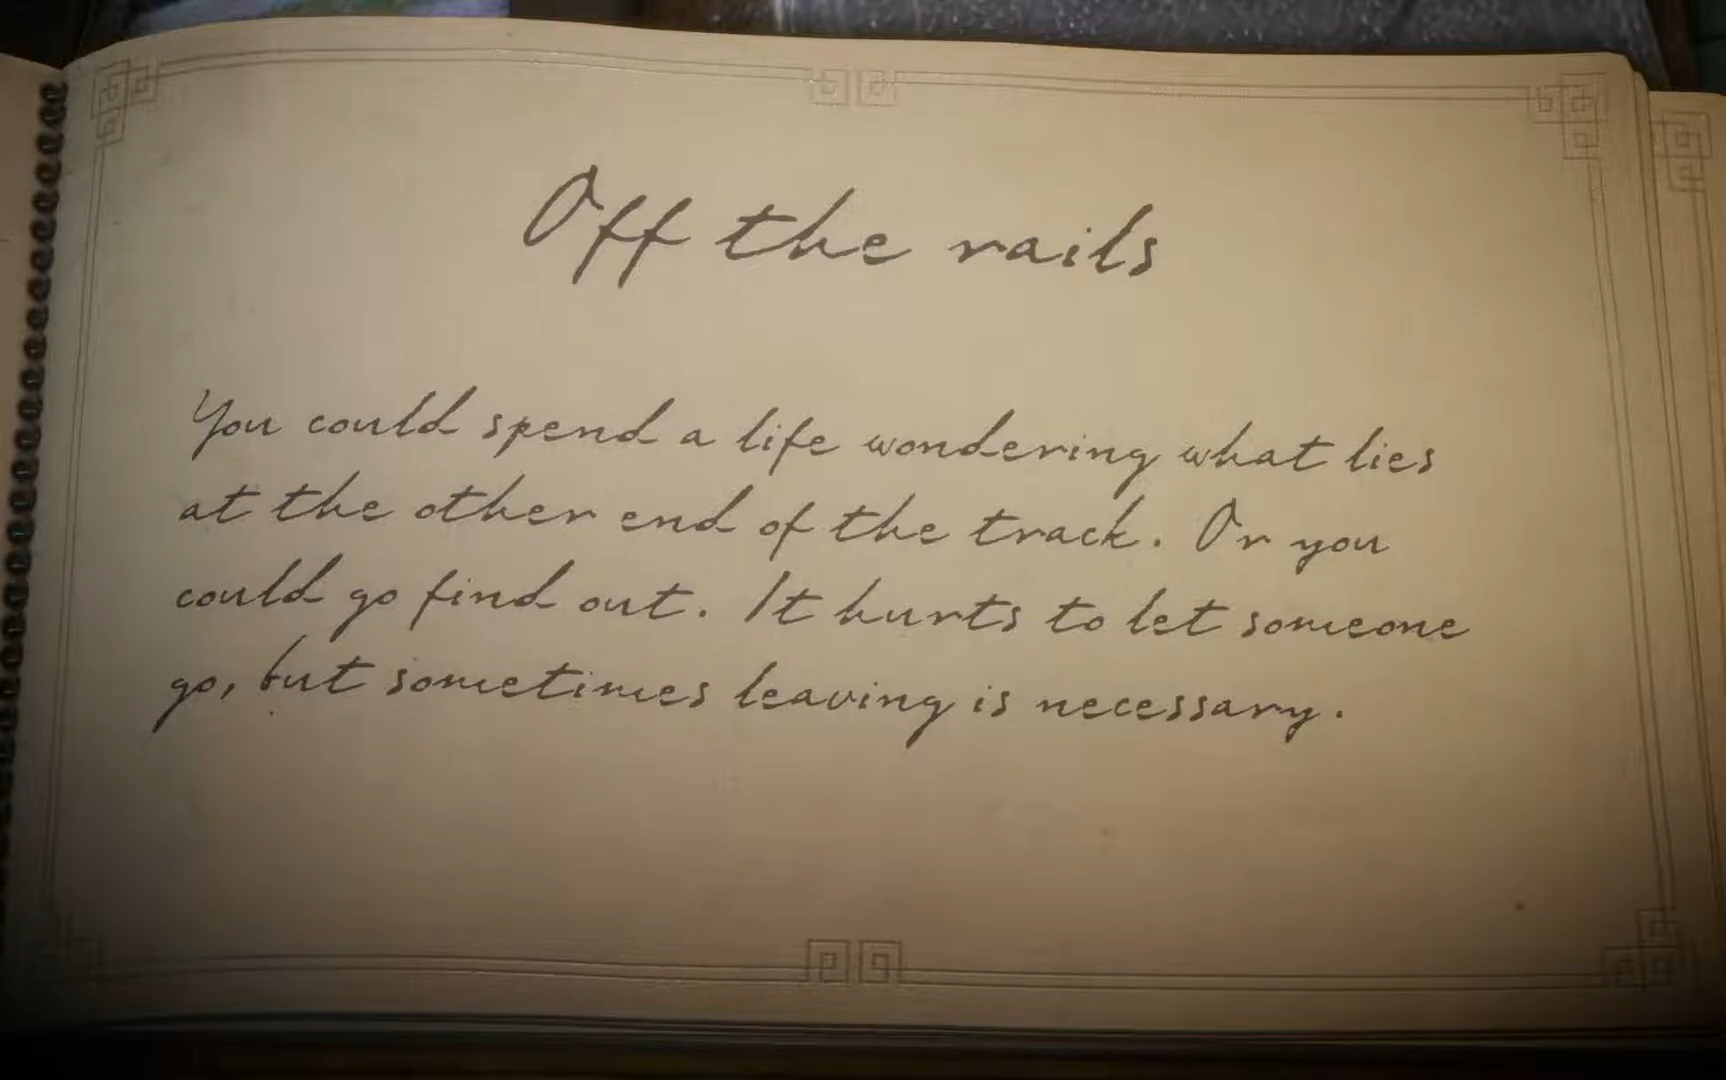 Off the rails
You could spend a life wondering what lies
at the other end of the track. Or you
could go find out. It hurts to let someone
go, but sometimes leaving is necessary.